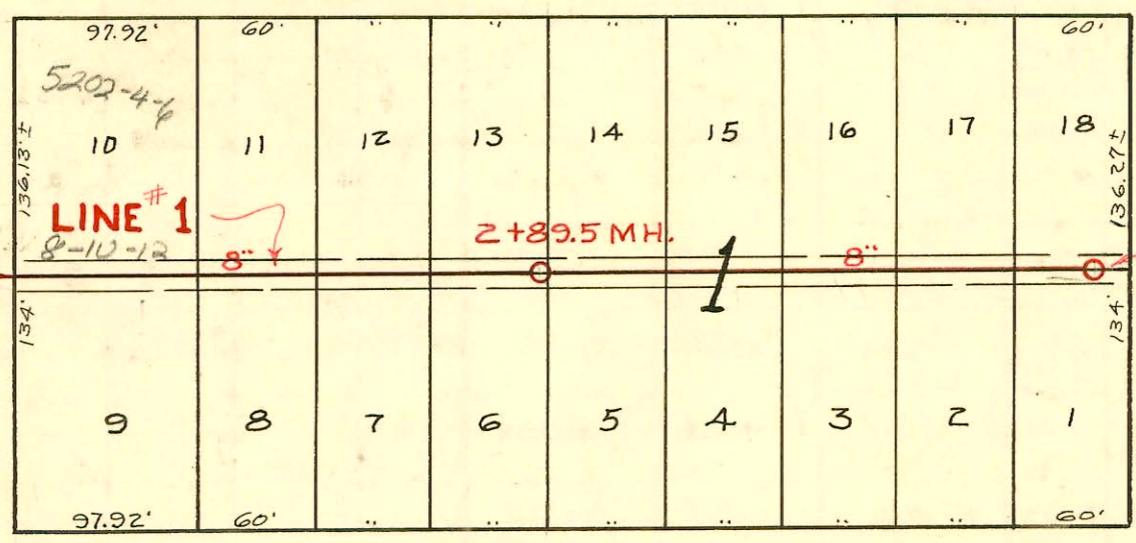 97.92' 60' " " " " " " 60'
5202-4-6
10 11 12 13 14 15 16 17 18
136.13'± 136.27±
LINE #1
8-10-12
2+89.5 MH.
8" 8"
1
134' 134'
9 8 7 6 5 4 3 2 1
97.92' 60' " " " " " " 60'